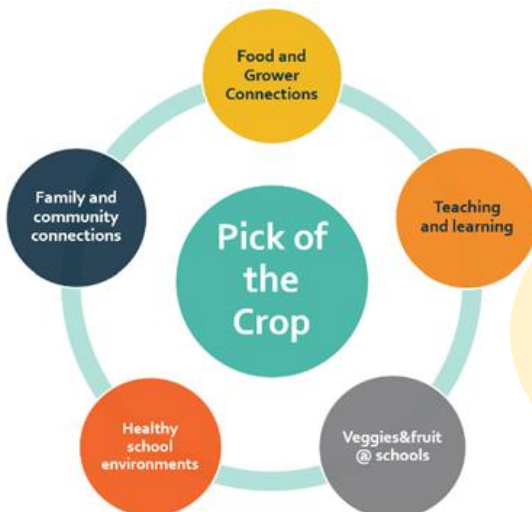 Food and
Grower
Connections
Family and
community
connections
Teaching
and learning
Pick of
the
Crop
Healthy
school
environments
Veggies&fruit
@ schools